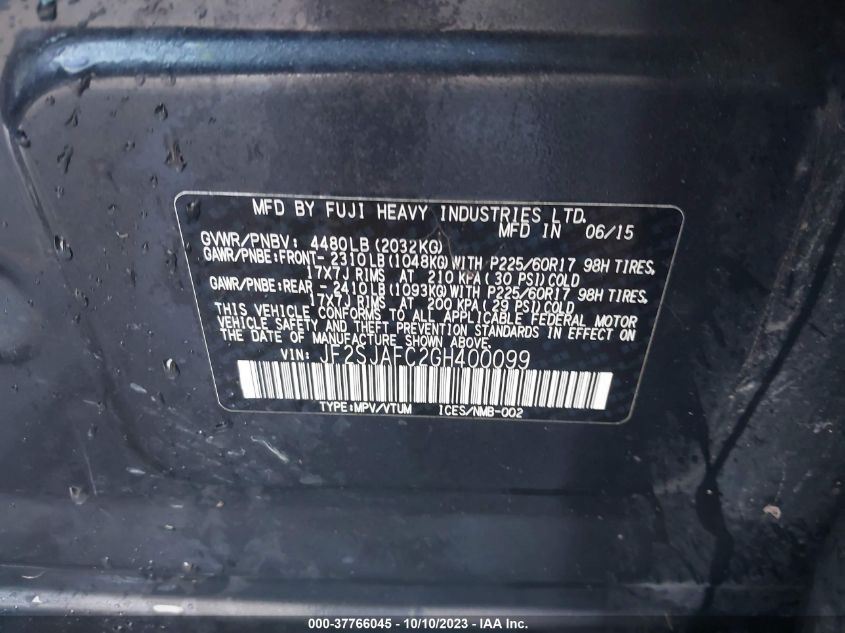 MFD BY FUJI HEAVY INDUSTRIES LTD.
MFD IN 06/15
GVWR/PNBV: 4480LB(2032KG)
GAWR/PNBE:FRONT- 2310LB(1048KG)WITH P225/60R17 98H TIRES,
17X7J RIMS AT 210 KPA(30 PSI)COLD
GAWR/PNBE:REAR - 2410LB(1093KG)WITH P225/60R17 98H TIRES,
17X7J RIMS AT 200 KPA(29 PSI)COLD
THIS VEHICLE CONFORMS TO ALL APPLICABLE FEDERAL MOTOR
VEHICLE SAFETY AND THEFT PREVENTION STANDARDS IN EFFECT ON
THE DATE OF MANUFACTURE SHOWN ABOVE.
VIN: JF2SJAFC2GH400099
TYPE:MPV/VTUM ICES/NMB-002
000-37766045 - 10/10/2023 - IAA Inc.